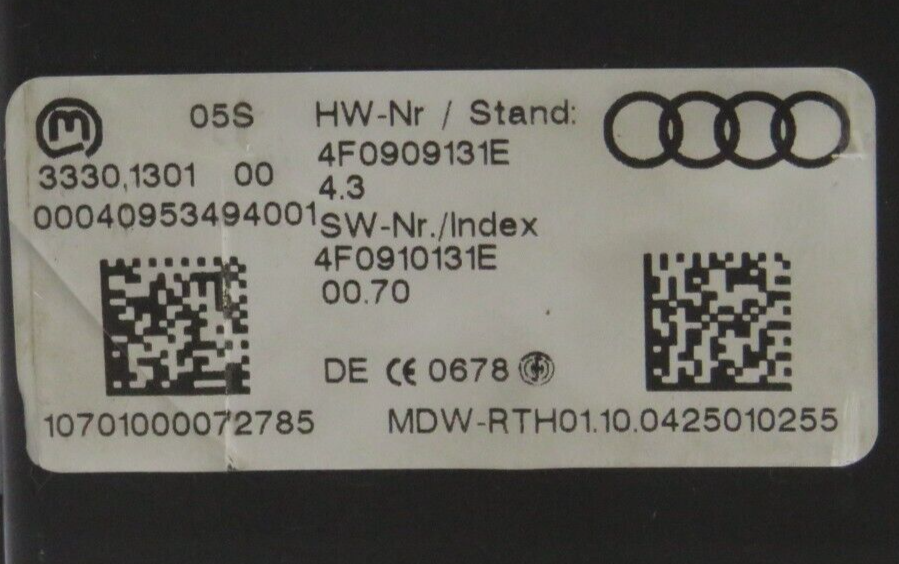 05S
3330,1301 00
00040953494001
HW-Nr / Stand:
4F0909131E
4.3
SW-Nr./Index
4F0910131E
00.70
DE CE 0678
10701000072785
MDW-RTH01.10.0425010255